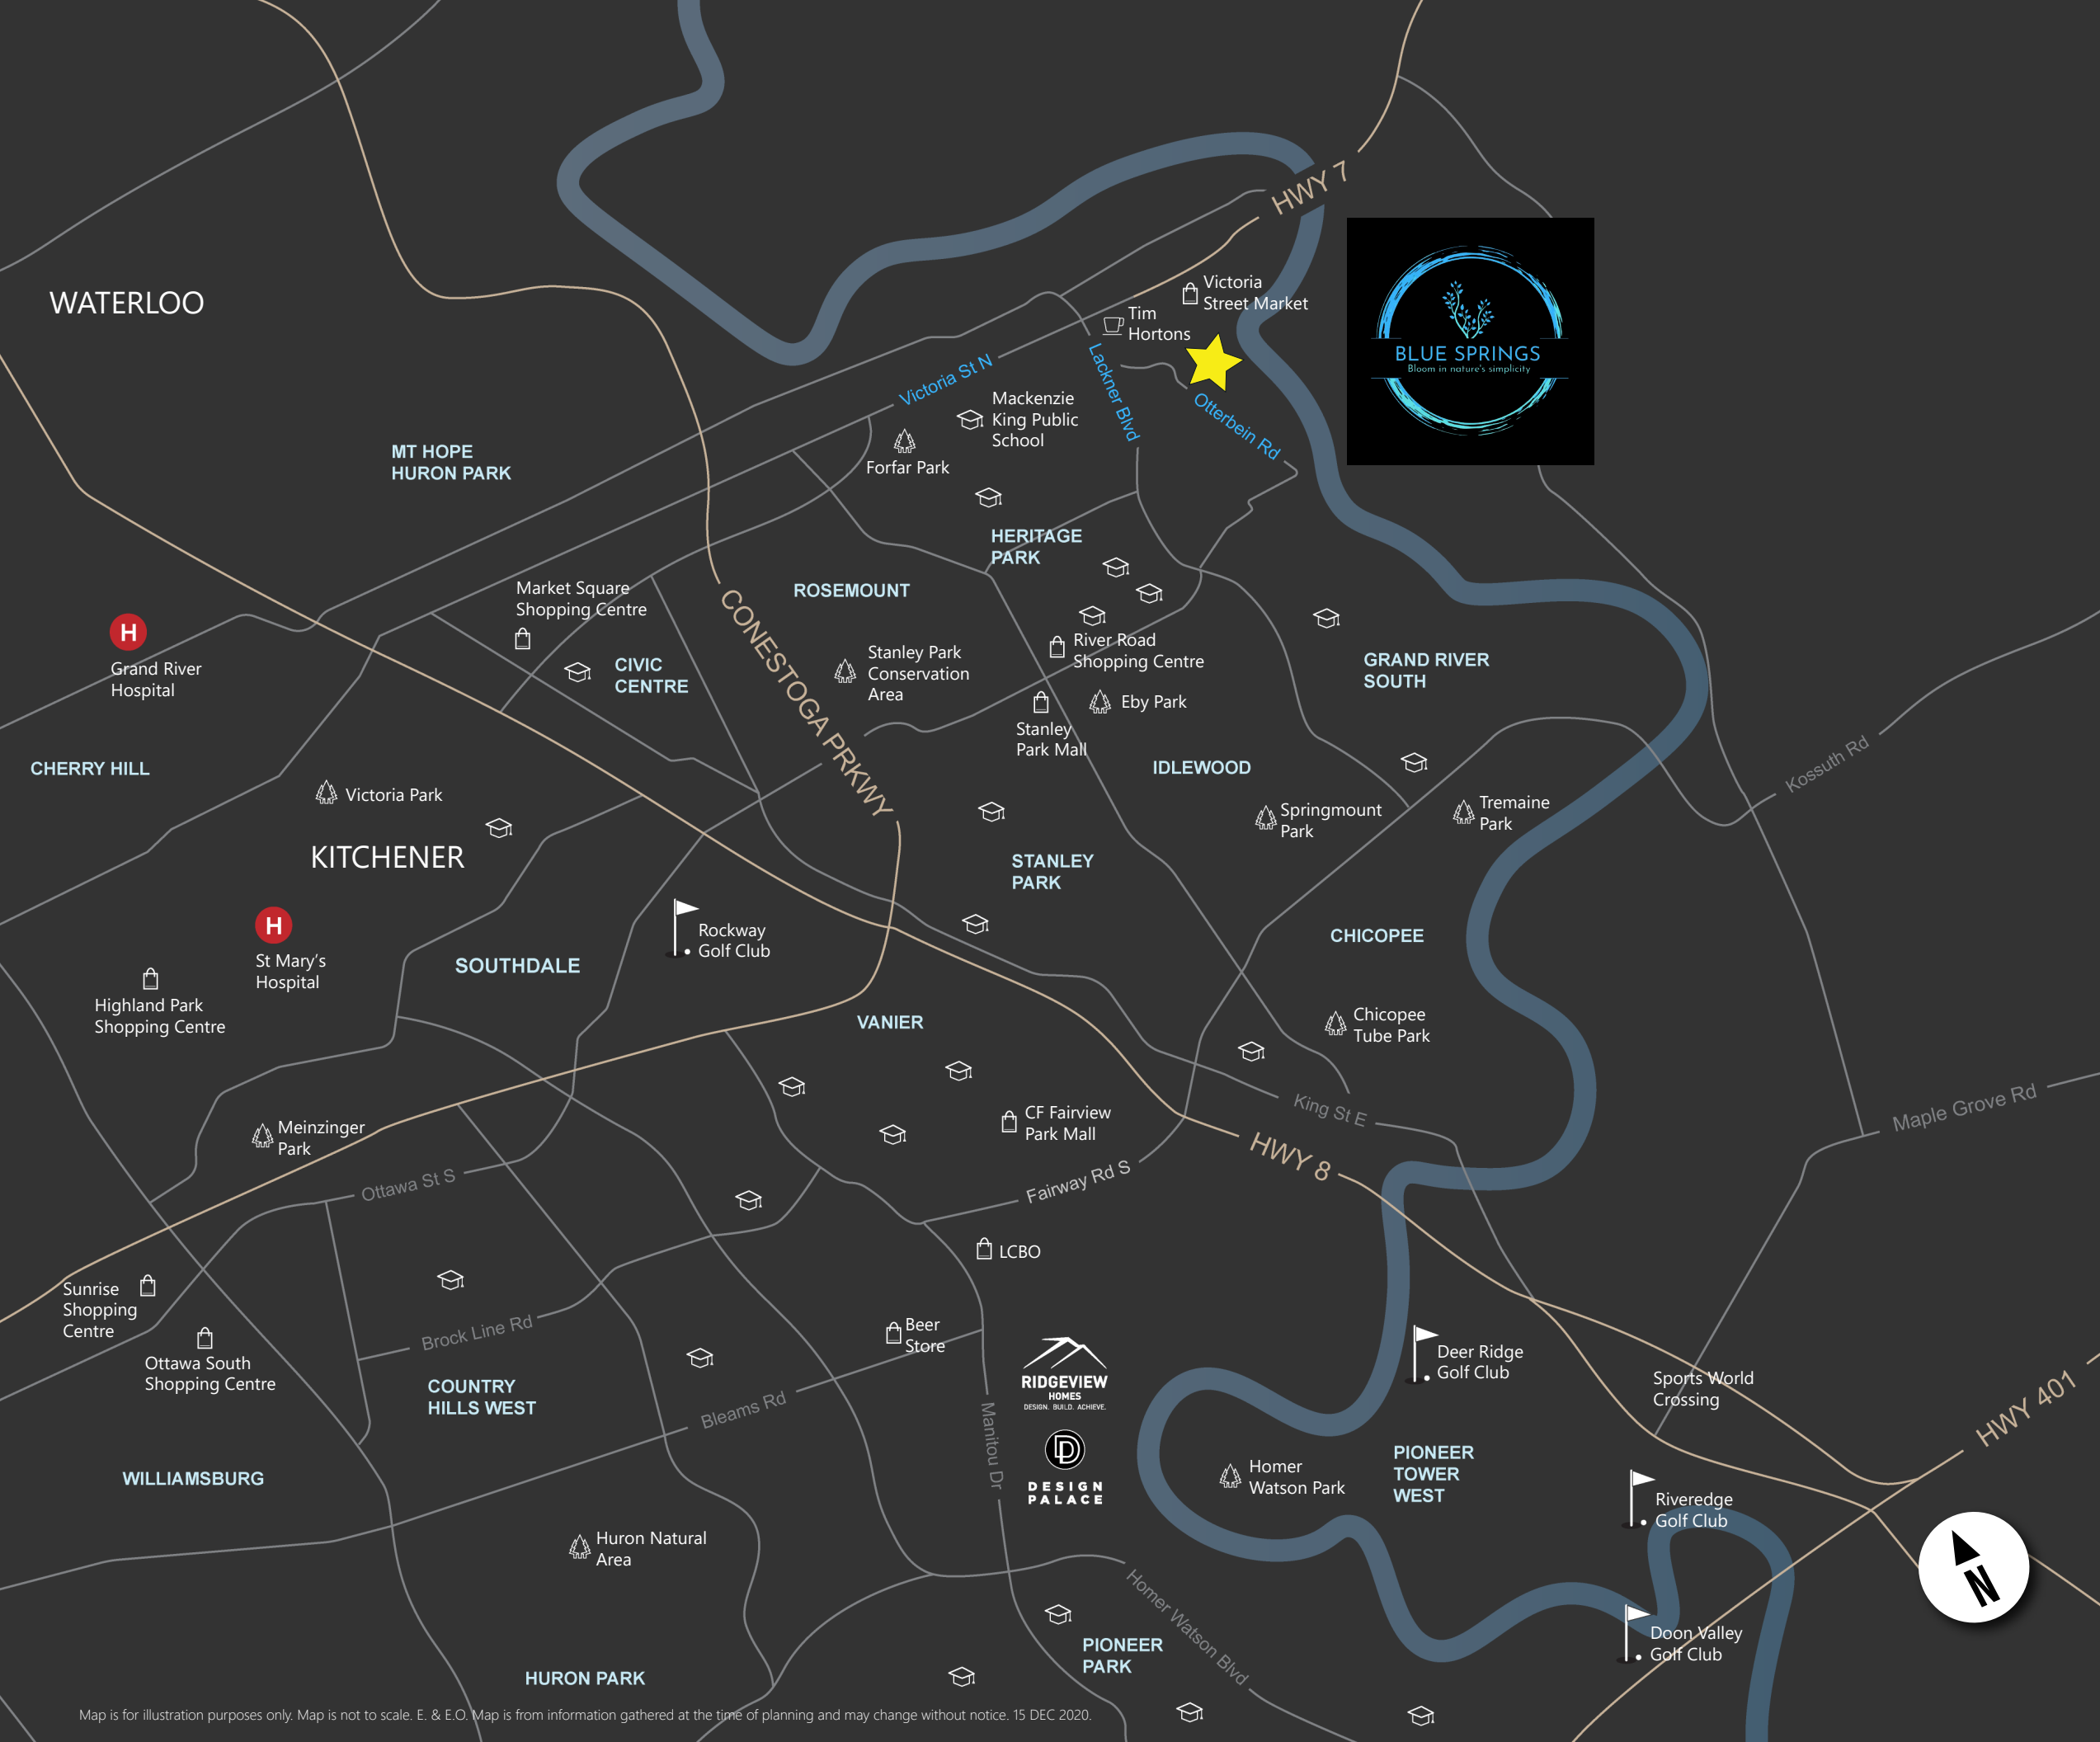 HWY 7
Victoria
Street Market
Tim
Hortons
WATERLOO
BLUE SPRINGS
Bloom in nature's simplicity
Victoria St N
Lackner Blvd
Otterbein Rd
Mackenzie
King Public
School
Forfar Park
MT HOPE
HURON PARK
HERITAGE
PARK
ROSEMOUNT
Market Square
Shopping Centre
CONESTOGA PRKWY
H
Grand River
Hospital
CIVIC
CENTRE
Stanley Park
Conservation
Area
River Road
Shopping Centre
GRAND RIVER
SOUTH
Eby Park
Stanley
Park Mall
IDLEWOOD
Kossuth Rd
CHERRY HILL
Victoria Park
Springmount
Park
Tremaine
Park
KITCHENER
STANLEY
PARK
H
St Mary's
Hospital
Rockway
Golf Club
CHICOPEE
SOUTHDALE
Highland Park
Shopping Centre
VANIER
Chicopee
Tube Park
King St E
Maple Grove Rd
CF Fairview
Park Mall
Meinzinger
Park
HWY 8
Ottawa St S
Fairway Rd S
LCBO
Sunrise
Shopping
Centre
Brock Line Rd
Beer
Store
Ottawa South
Shopping Centre
RIDGEVIEW
HOMES
DESIGN. BUILD. ACHIEVE.
Deer Ridge
Golf Club
Sports World
Crossing
COUNTRY
HILLS WEST
Bleams Rd
Manitou Dr
HWY 401
D
DESIGN
PALACE
WILLIAMSBURG
Homer
Watson Park
PIONEER
TOWER
WEST
Riveredge
Golf Club
Huron Natural
Area
N
Homer Watson Blvd
Doon Valley
Golf Club
PIONEER
PARK
HURON PARK
Map is for illustration purposes only. Map is not to scale. E. & E.O. Map is from information gathered at the time of planning and may change without notice. 15 DEC 2020.